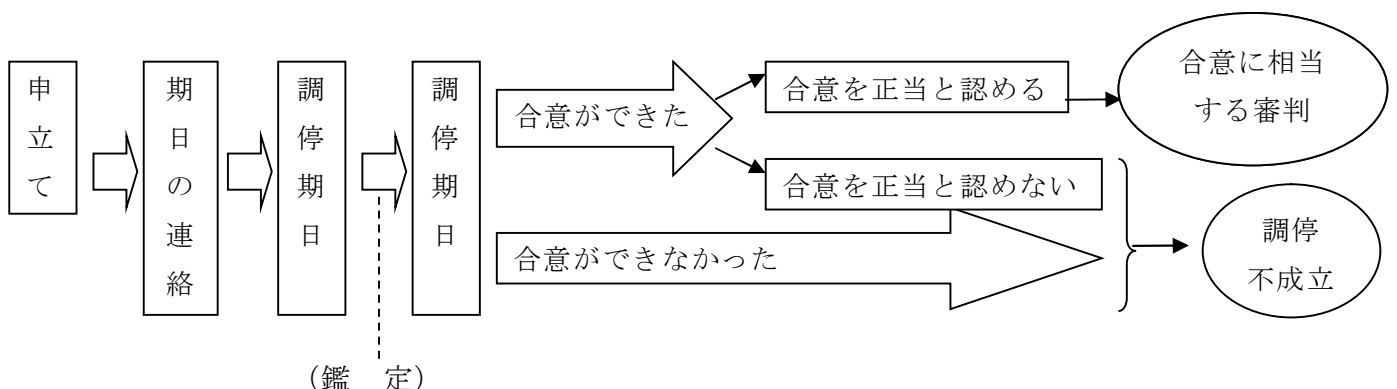 申立て
期日の連絡
調停期日
調停期日
合意ができた
合意を正当と認める
合意に相当
する審判
合意を正当と認めない
合意ができなかった
調停
不成立
（鑑　定）